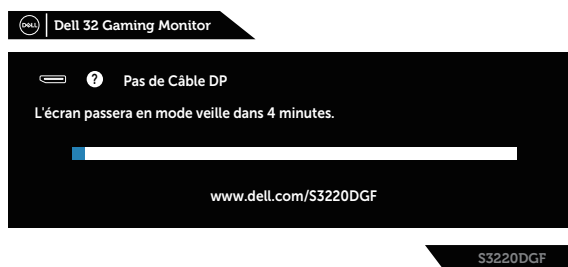 DELL
Dell 32 Gaming Monitor
? Pas de Câble DP
L'écran passera en mode veille dans 4 minutes.
www.dell.com/S3220DGF
S3220DGF